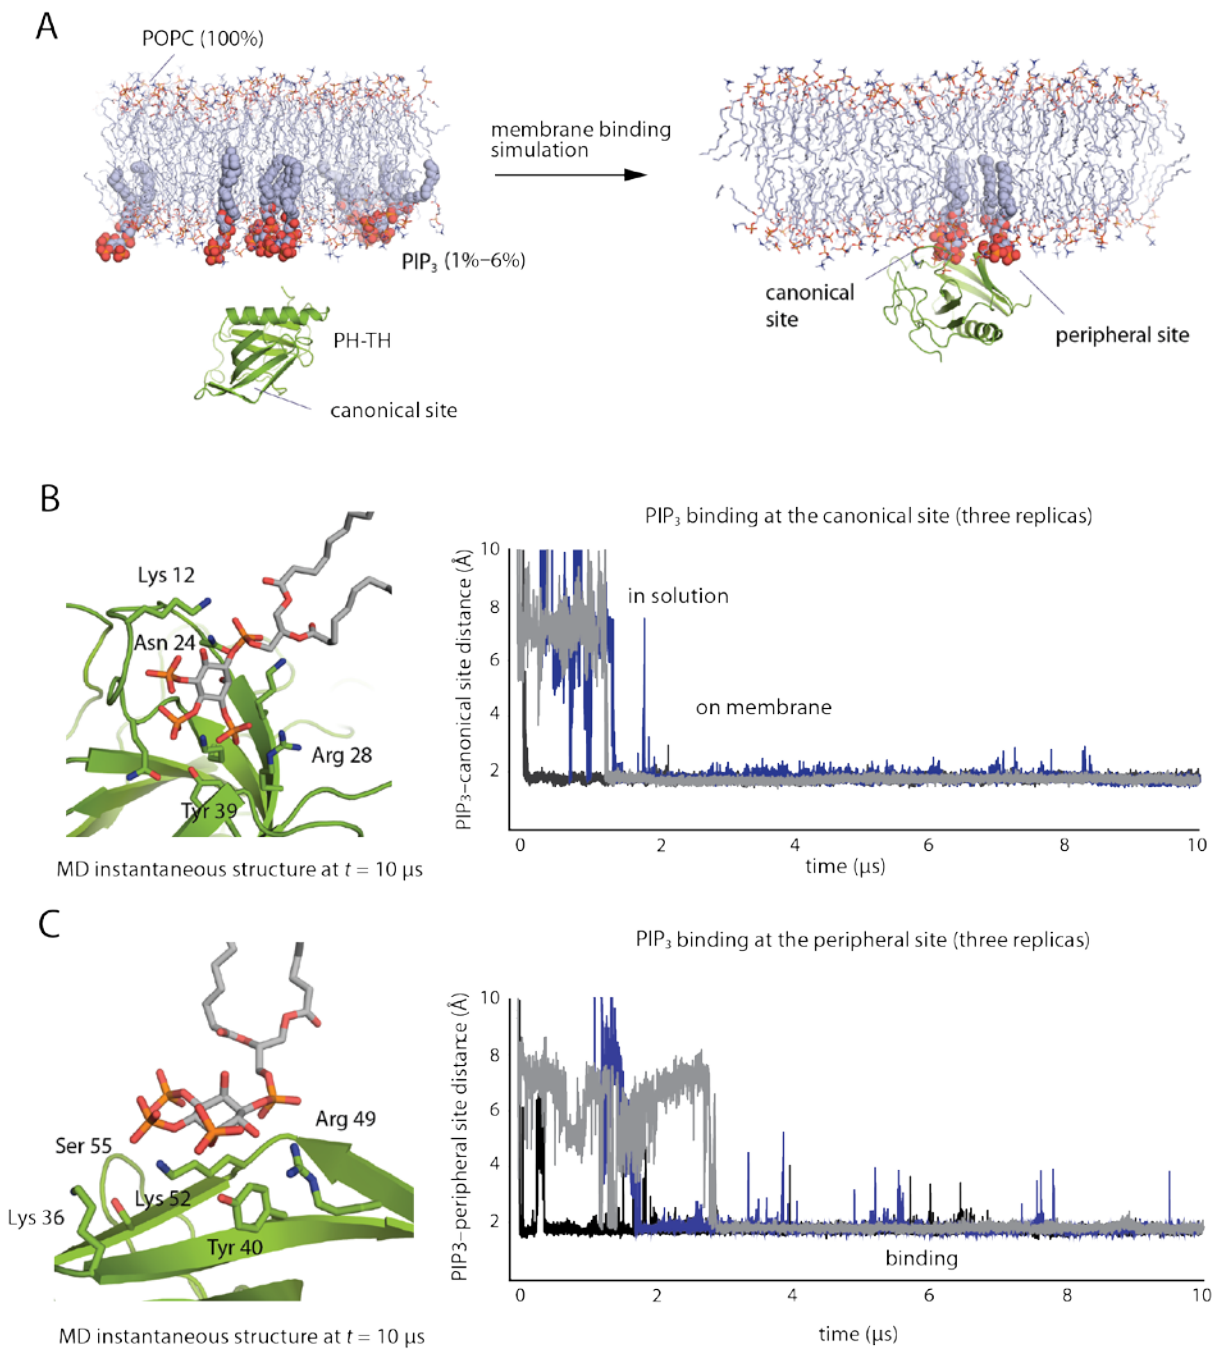 A
POPC (100%)
membrane binding
simulation
PIP₃ (1%–6%)
PH-TH
canonical site
canonical
site
peripheral site
B
PIP₃ binding at the canonical site (three replicas)
Lys 12
Asn 24
Arg 28
Tyr 39
MD instantaneous structure at t = 10 μs
PIP₃–canonical site distance (Å)
10
8
6
4
2
in solution
on membrane
0 2 4 6 8 10
time (μs)
C
PIP₃ binding at the peripheral site (three replicas)
Arg 49
Ser 55
Lys 52
Lys 36
Tyr 40
MD instantaneous structure at t = 10 μs
PIP3–peripheral site distance (Å)
10
8
6
4
2
binding
0 2 4 6 8 10
time (μs)